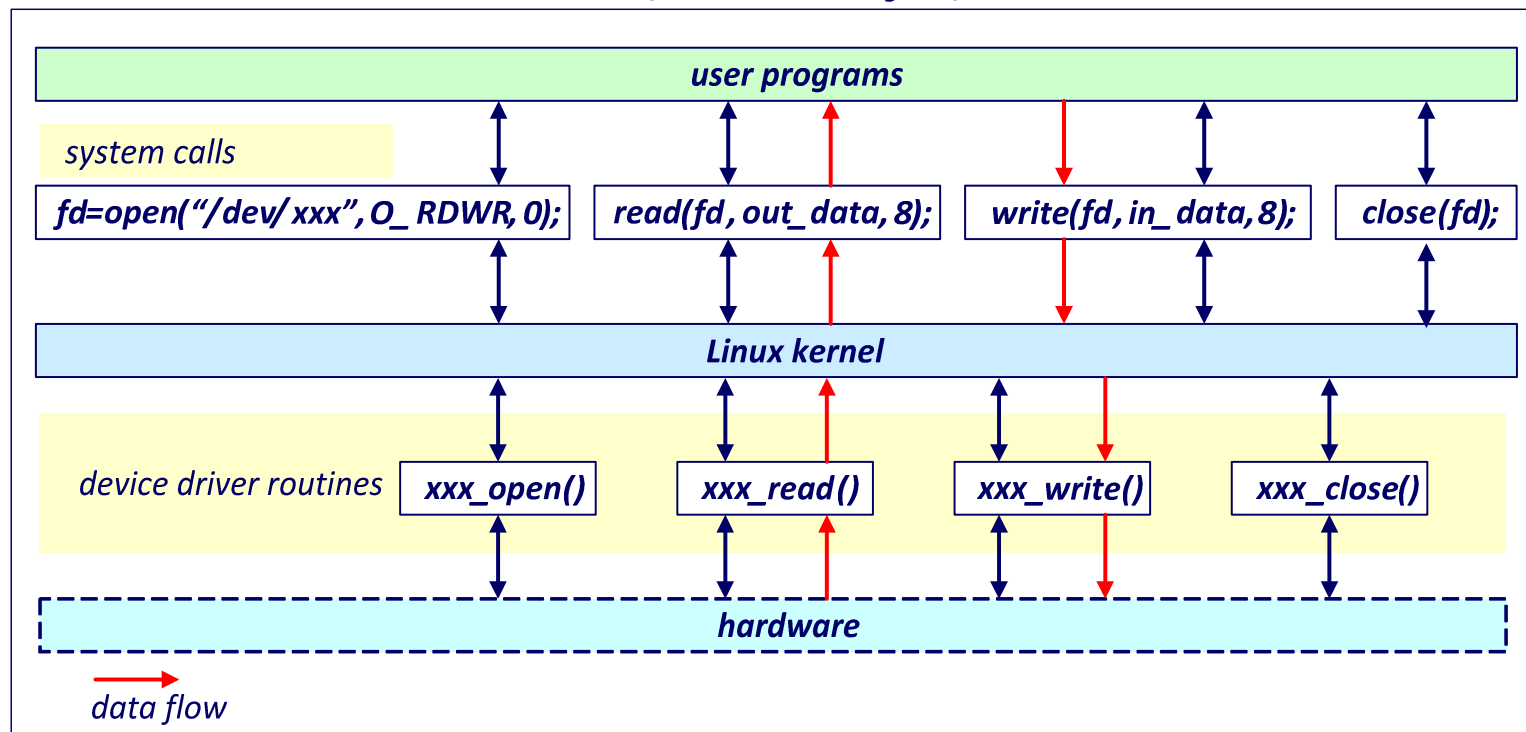 user programs
system calls
fd=open(“/dev/xxx”,O_RDWR,0);
read(fd,out_data,8);
write(fd,in_data,8);
close(fd);
Linux kernel
device driver routines
xxx_open()
xxx_read()
xxx_write()
xxx_close()
hardware
data flow